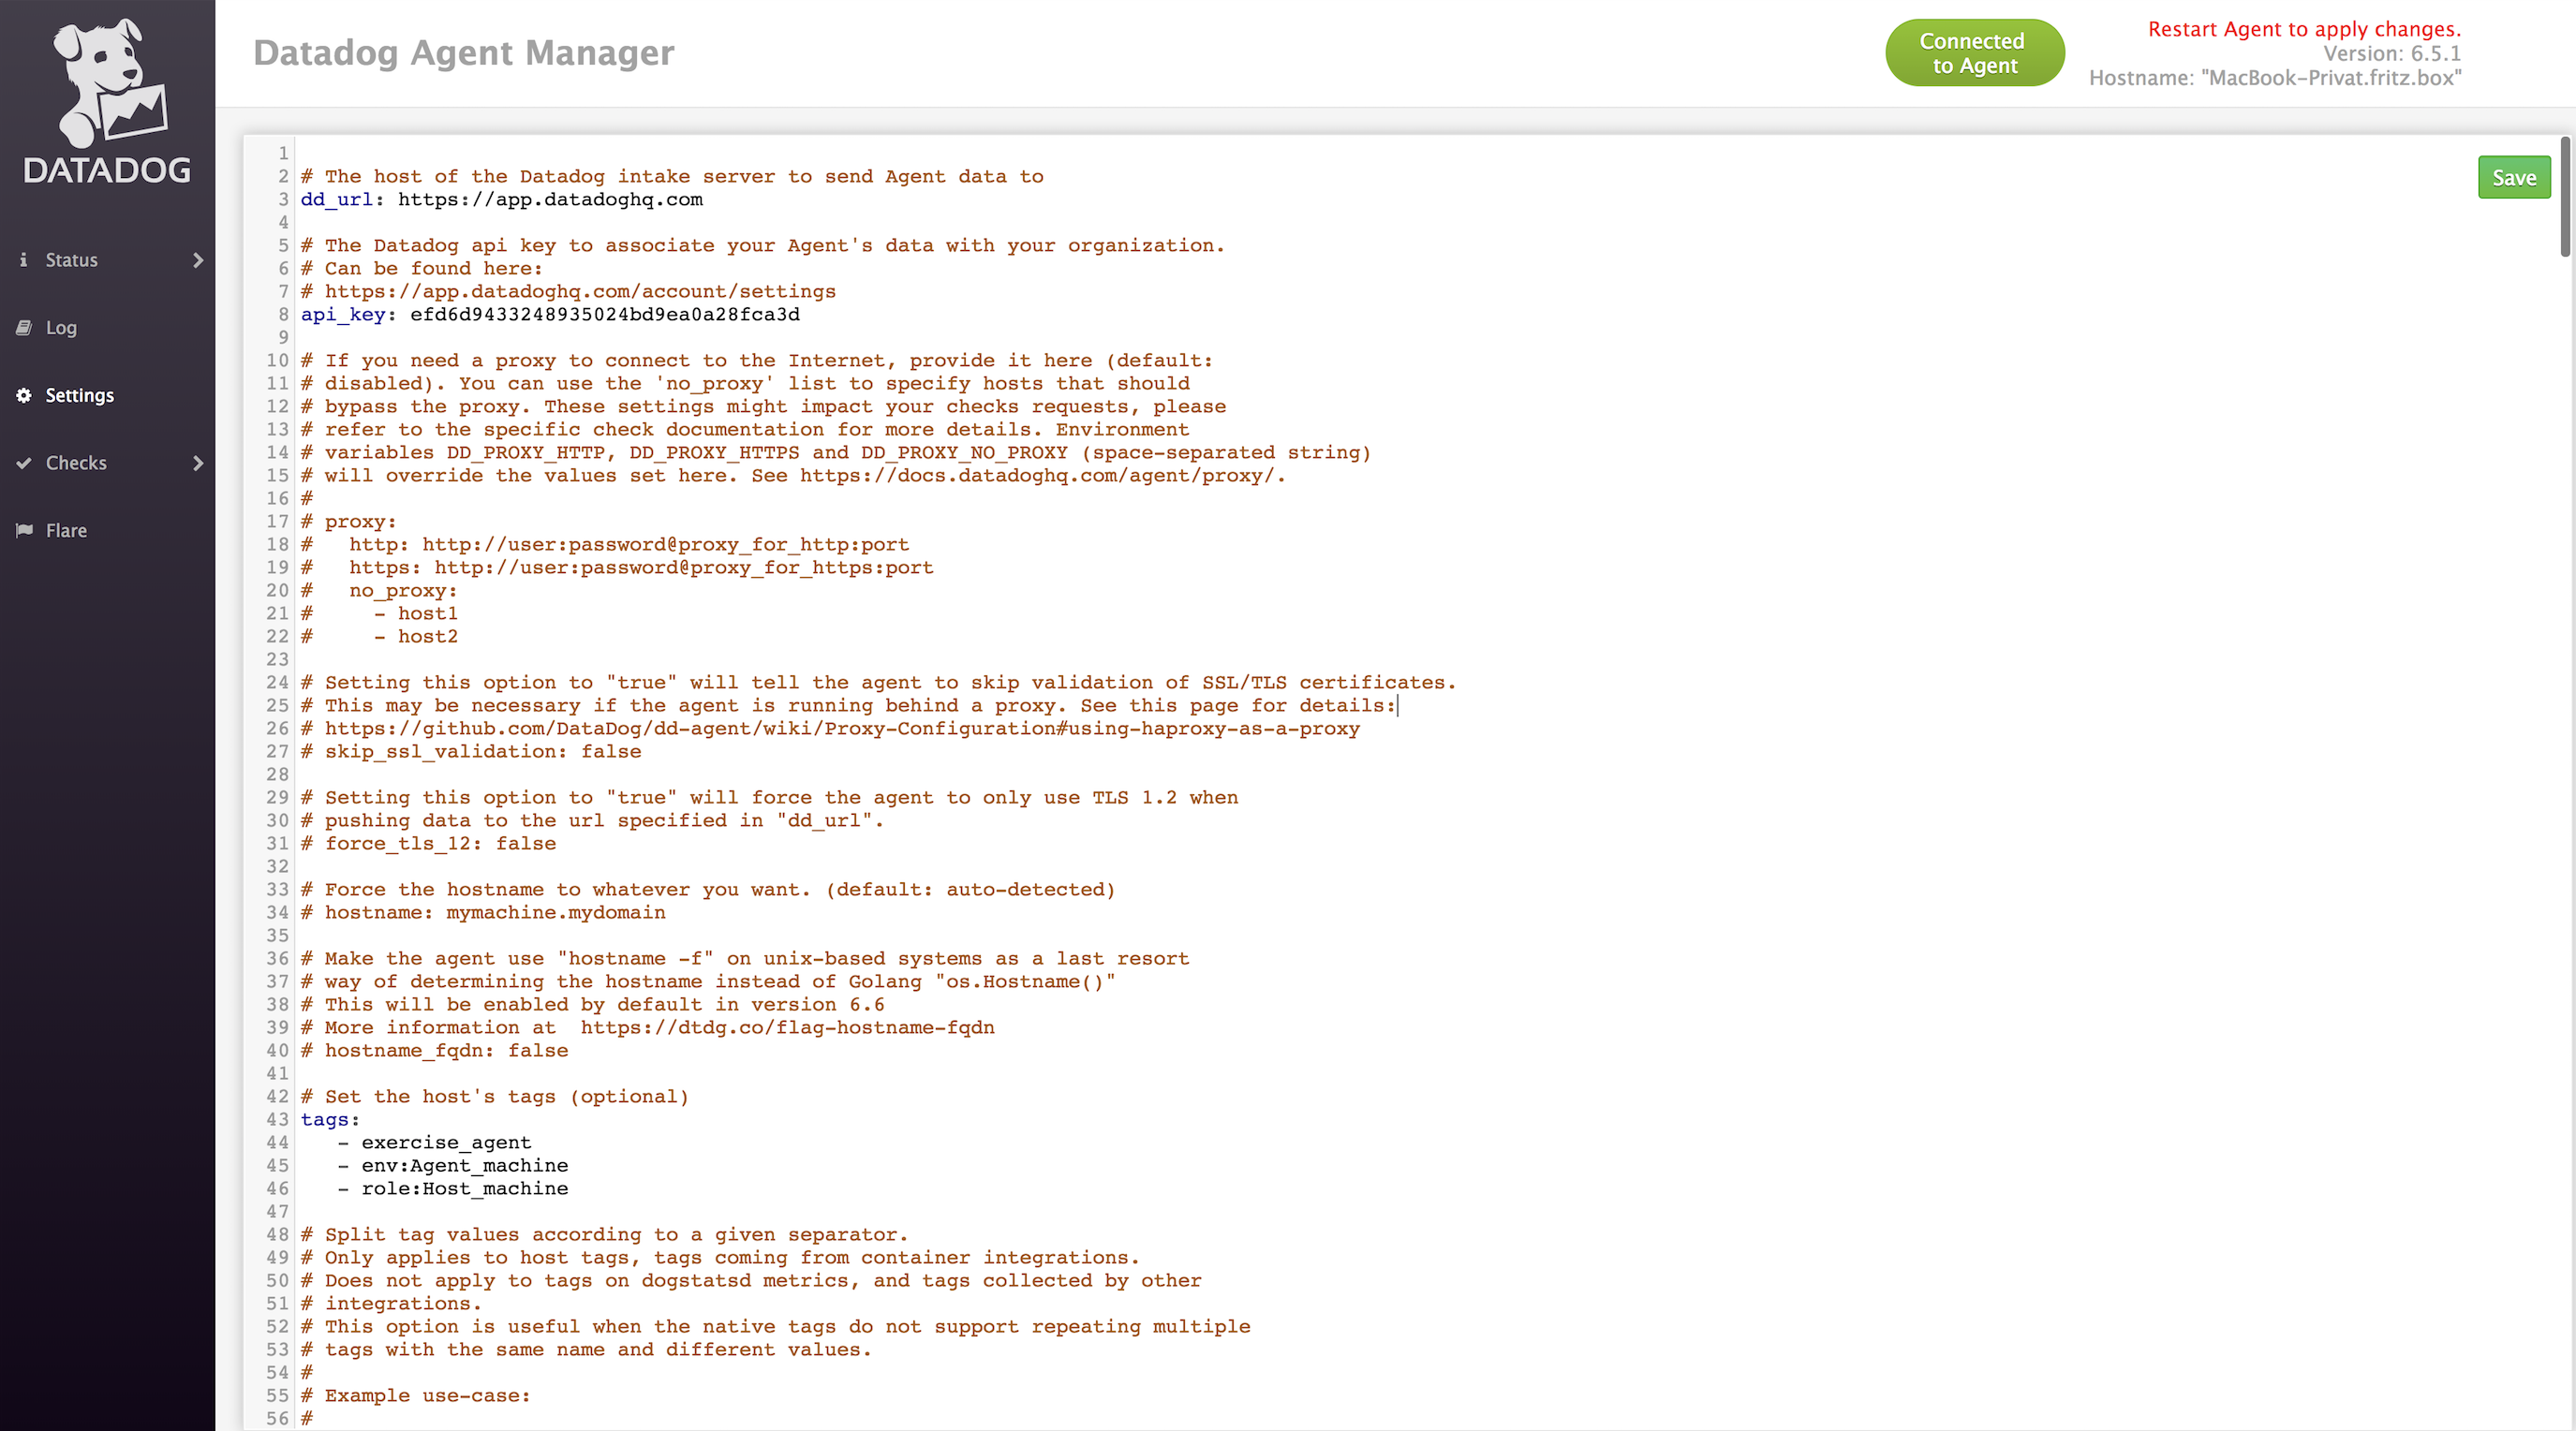 DATADOG
Status
Log
Settings
Checks
Flare
Datadog Agent Manager
Connected
to Agent
Restart Agent to apply changes.
Version: 6.5.1
Hostname: "MacBook-Privat.fritz.box"
Save
1
2 # The host of the Datadog intake server to send Agent data to
3 dd_url: https://app.datadoghq.com
4
5 # The Datadog api key to associate your Agent's data with your organization.
6 # Can be found here:
7 # https://app.datadoghq.com/account/settings
8 api_key: efd6d9433248935024bd9ea0a28fca3d
9
10 # If you need a proxy to connect to the Internet, provide it here (default:
11 # disabled). You can use the 'no_proxy' list to specify hosts that should
12 # bypass the proxy. These settings might impact your checks requests, please
13 # refer to the specific check documentation for more details. Environment
14 # variables DD_PROXY_HTTP, DD_PROXY_HTTPS and DD_PROXY_NO_PROXY (space-separated string)
15 # will override the values set here. See https://docs.datadoghq.com/agent/proxy/.
16 #
17 # proxy:
18 #   http: http://user:password@proxy_for_http:port
19 #   https: http://user:password@proxy_for_https:port
20 #   no_proxy:
21 #     - host1
22 #     - host2
23
24 # Setting this option to "true" will tell the agent to skip validation of SSL/TLS certificates.
25 # This may be necessary if the agent is running behind a proxy. See this page for details:
26 # https://github.com/DataDog/dd-agent/wiki/Proxy-Configuration#using-haproxy-as-a-proxy
27 # skip_ssl_validation: false
28
29 # Setting this option to "true" will force the agent to only use TLS 1.2 when
30 # pushing data to the url specified in "dd_url".
31 # force_tls_12: false
32
33 # Force the hostname to whatever you want. (default: auto-detected)
34 # hostname: mymachine.mydomain
35
36 # Make the agent use "hostname -f" on unix-based systems as a last resort
37 # way of determining the hostname instead of Golang "os.Hostname()"
38 # This will be enabled by default in version 6.6
39 # More information at  https://dtdg.co/flag-hostname-fqdn
40 # hostname_fqdn: false
41
42 # Set the host's tags (optional)
43 tags:
44    - exercise_agent
45    - env:Agent_machine
46    - role:Host_machine
47
48 # Split tag values according to a given separator.
49 # Only applies to host tags, tags coming from container integrations.
50 # Does not apply to tags on dogstatsd metrics, and tags collected by other
51 # integrations.
52 # This option is useful when the native tags do not support repeating multiple
53 # tags with the same name and different values.
54 #
55 # Example use-case:
56 #